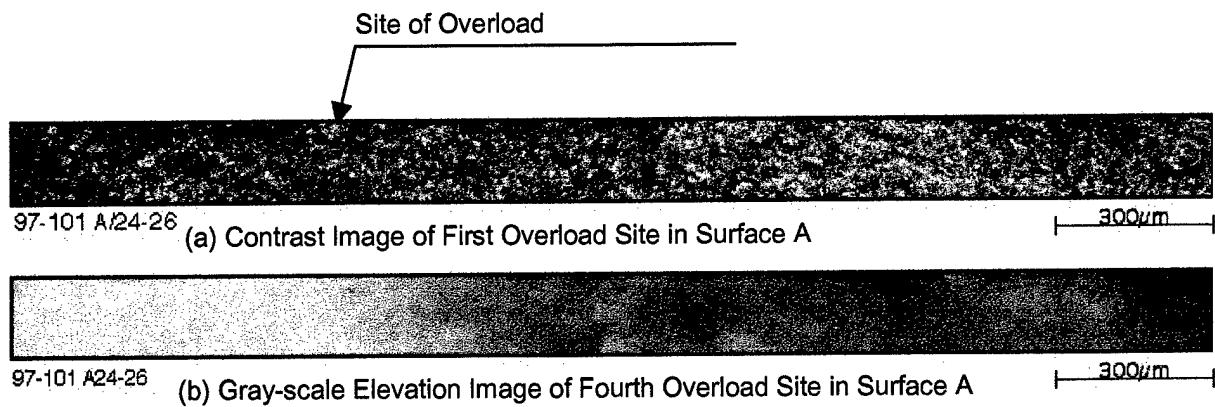 Site of Overload
97-101 A/24-26
(a) Contrast Image of First Overload Site in Surface A
300μm
97-101 A24-26
(b) Gray-scale Elevation Image of Fourth Overload Site in Surface A
300μm